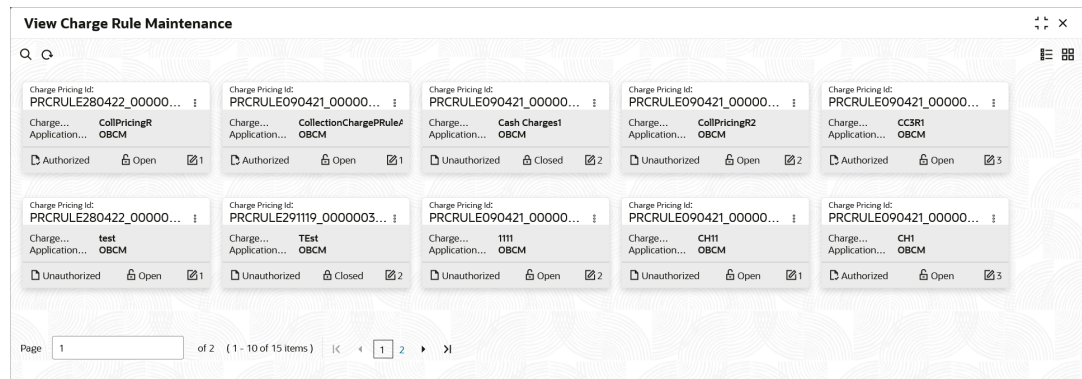 View Charge Rule Maintenance
Charge Pricing Id: Charge Pricing Id: Charge Pricing Id: Charge Pricing Id: Charge Pricing Id:
PRCRULE280422_00000... PRCRULE090421_00000... PRCRULE090421_00000... PRCRULE090421_00000... PRCRULE090421_00000...
Charge... CollPricingR Charge... CollectionChargePRuleA Charge... Cash Charges1 Charge... CollPricingR2 Charge... CC3R1
Application... OBCM Application... OBCM Application... OBCM Application... OBCM Application... OBCM
Authorized Open 1 Authorized Open 1 Unauthorized Closed 2 Unauthorized Open 2 Authorized Open 3
Charge Pricing Id: Charge Pricing Id: Charge Pricing Id: Charge Pricing Id: Charge Pricing Id:
PRCRULE280422_00000... PRCRULE291119_0000003... PRCRULE090421_00000... PRCRULE090421_00000... PRCRULE090421_00000...
Charge... test Charge... TEst Charge... 1111 Charge... CH11 Charge... CH1
Application... OBCM Application... OBCM Application... OBCM Application... OBCM Application... OBCM
Unauthorized Open 1 Unauthorized Closed 2 Unauthorized Open 2 Unauthorized Open 1 Authorized Open 3
Page 1 of 2 ( 1 - 10 of 15 items ) 1 2